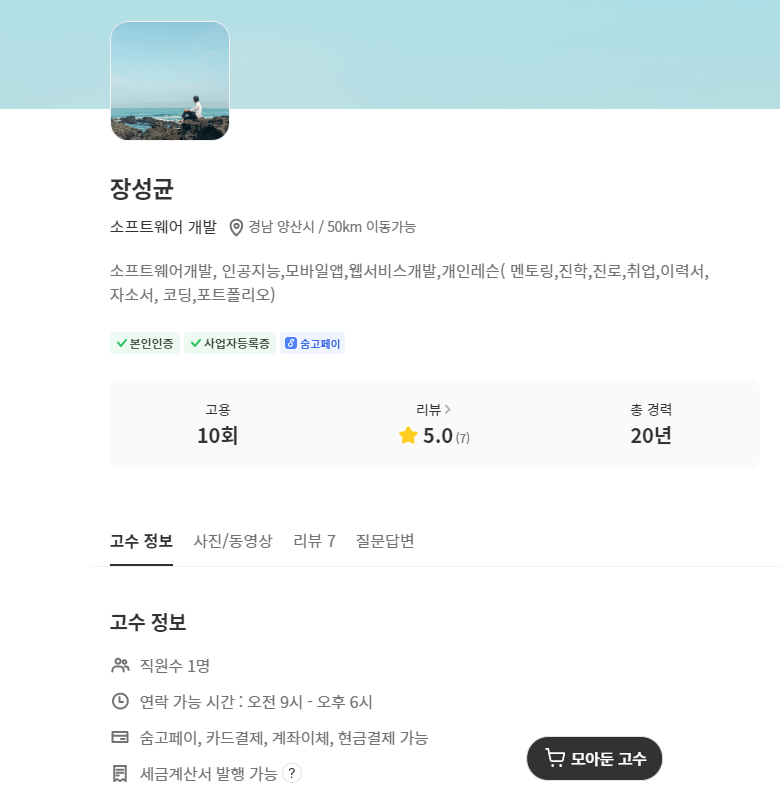 장성균
소프트웨어 개발 경남 양산시 / 50km 이동가능
소프트웨어개발, 인공지능,모바일앱,웹서비스개발,개인레슨( 멘토링,진학,진로,취업,이력서,
자소서, 코딩,포트폴리오)
본인인증 사업자등록증 숨고페이
고용 리뷰 총 경력
10회 5.0 (7) 20년
고수 정보 사진/동영상 리뷰 7 질문답변
고수 정보
직원수 1명
연락 가능 시간 : 오전 9시 - 오후 6시
숨고페이, 카드결제, 계좌이체, 현금결제 가능
모아둔 고수
세금계산서 발행 가능 ?